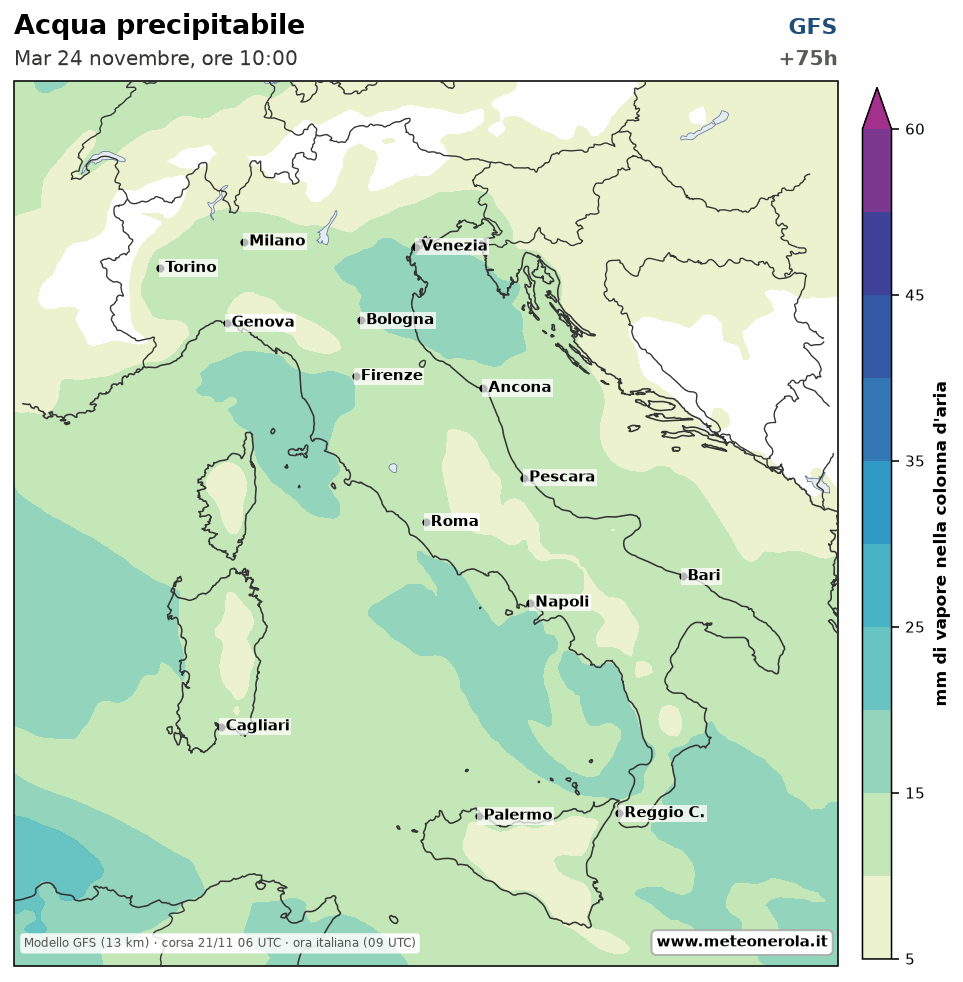 Acqua precipitabile
GFS
Mar 24 novembre, ore 10:00
+75h
Milano
Venezia
Torino
Genova
Bologna
Firenze
Ancona
Pescara
Roma
Bari
Napoli
Cagliari
Palermo
Reggio C.
Modello GFS (13 km) · corsa 21/11 06 UTC · ora italiana (09 UTC)
www.meteonerola.it
60
45
35
25
15
5
mm di vapore nella colonna d'aria